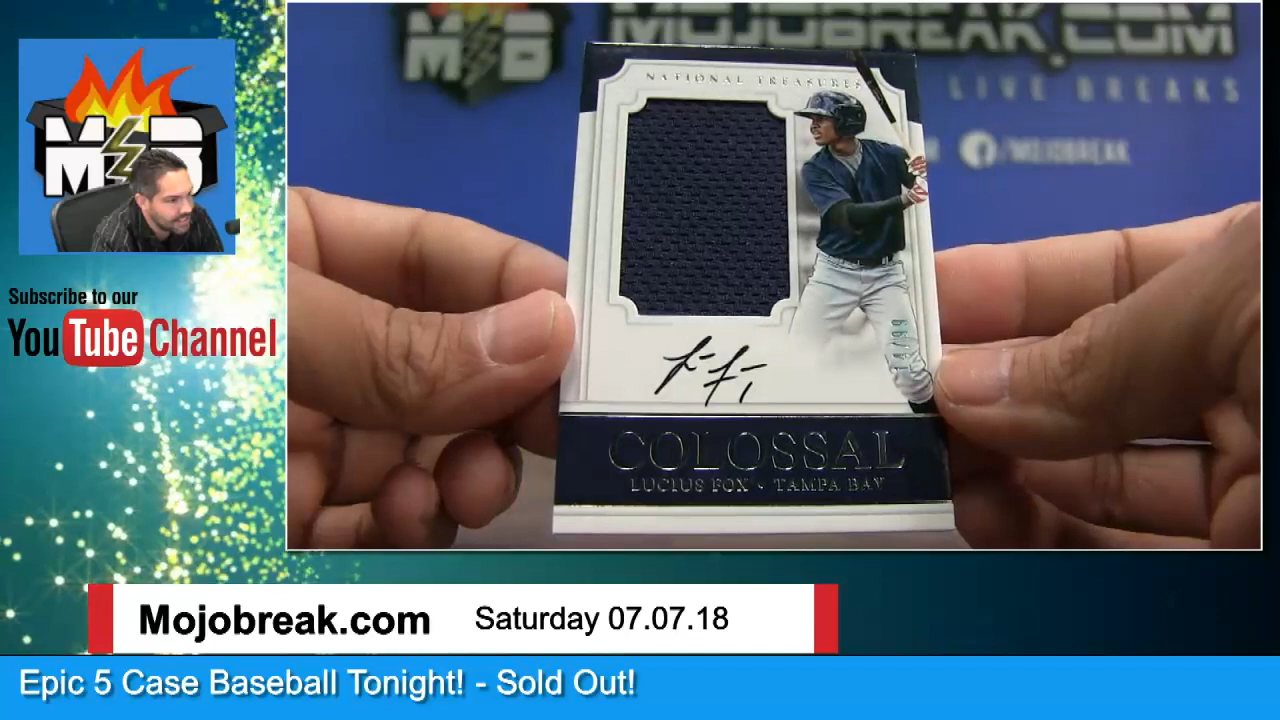 MOJOBREAK.COM
LIVE BREAKS
/MOJOBREAK
NATIONAL TREASURES
COLOSSAL
LUCIUS FOX • TAMPA BAY
Subscribe to our
YouTube Channel
Mojobreak.com
Saturday 07.07.18
Epic 5 Case Baseball Tonight! - Sold Out!